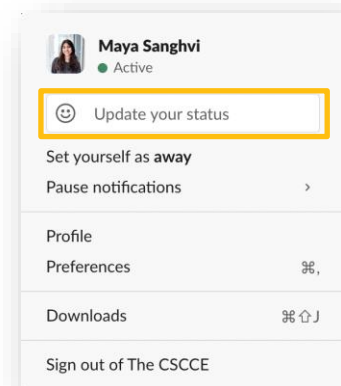 Maya Sanghvi
Active
Update your status
Set yourself as away
Pause notifications
Profile
Preferences ⌘,
Downloads ⌘⇧J
Sign out of The CSCCE